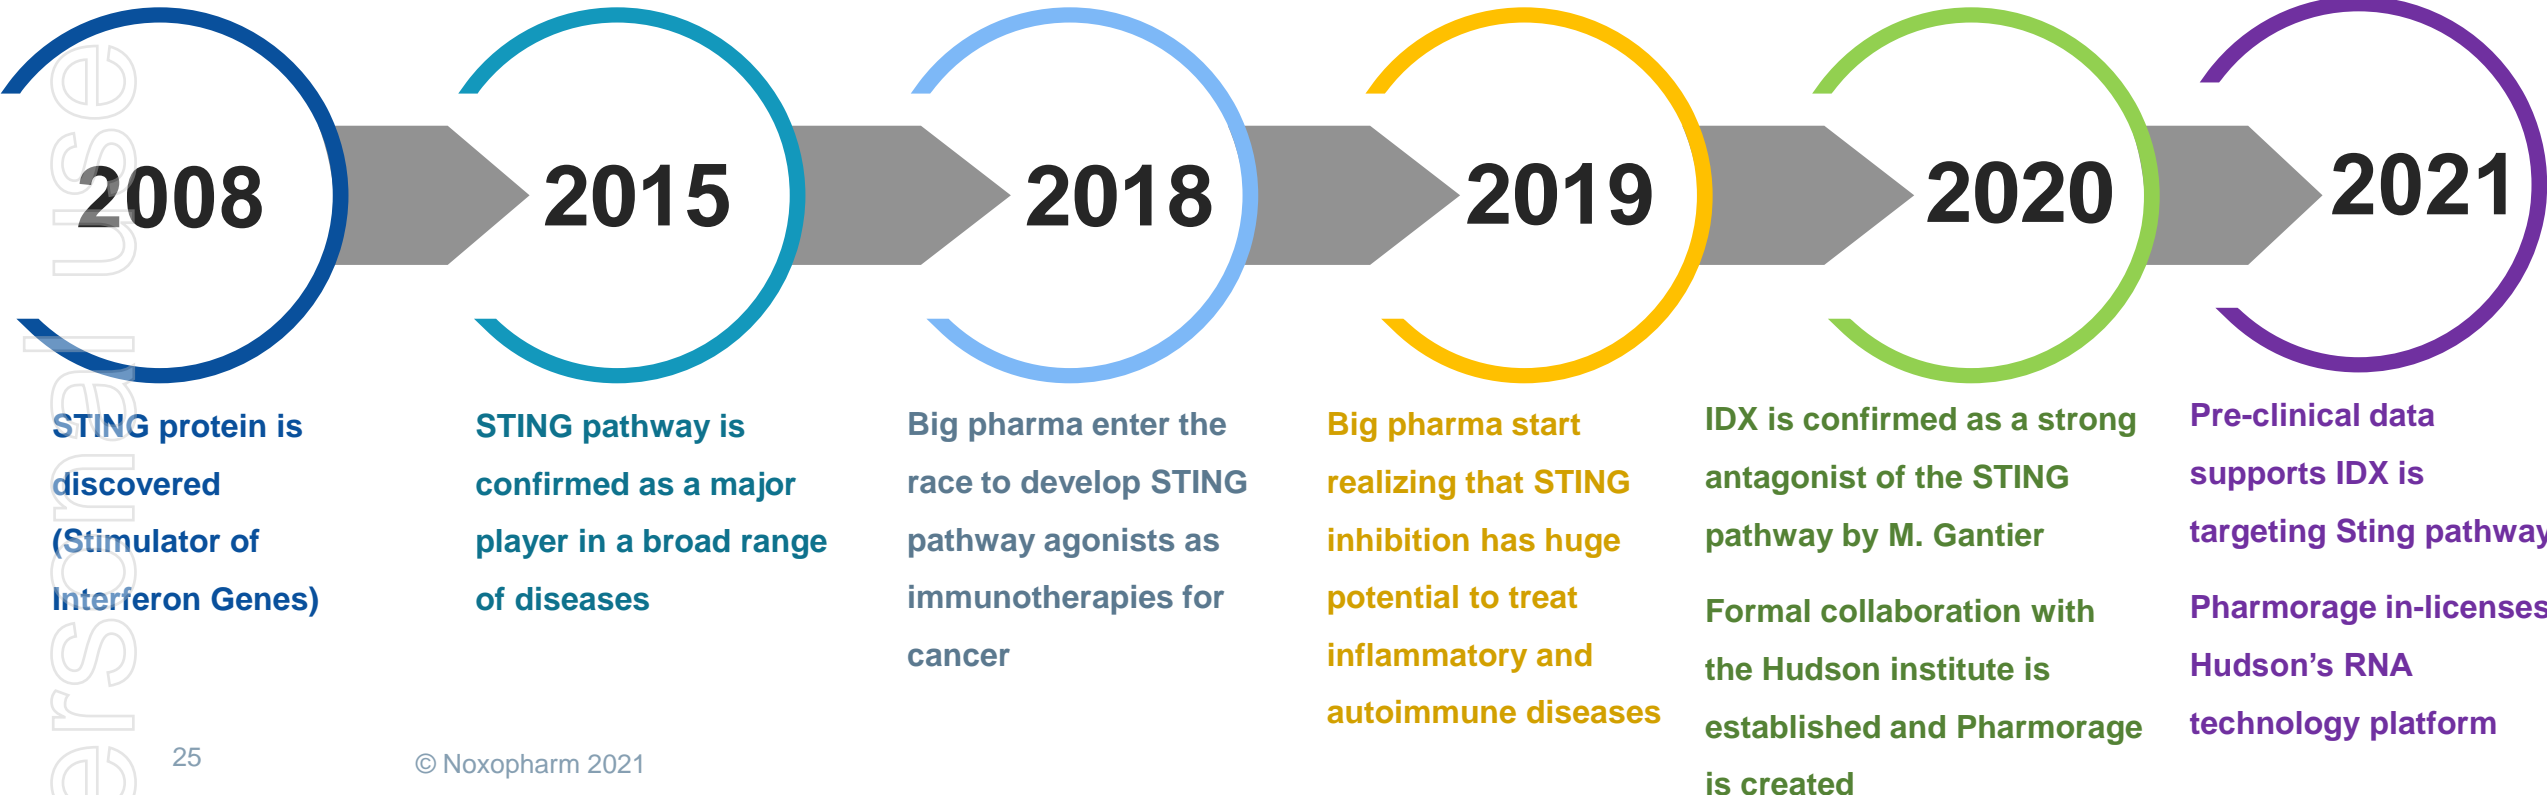 2008
STING protein is
discovered
(Stimulator of
Interferon Genes)
2015
STING pathway is
confirmed as a major
player in a broad range
of diseases
2018
Big pharma enter the
race to develop STING
pathway agonists as
immunotherapies for
cancer
2019
Big pharma start
realizing that STING
inhibition has huge
potential to treat
inflammatory and
autoimmune diseases
2020
IDX is confirmed as a strong
antagonist of the STING
pathway by M. Gantier
Formal collaboration with
the Hudson institute is
established and Pharmorage
is created
2021
Pre-clinical data
supports IDX is
targeting Sting pathway
Pharmorage in-licenses
Hudson's RNA
technology platform
25
© Noxopharm 2021
ersonal use